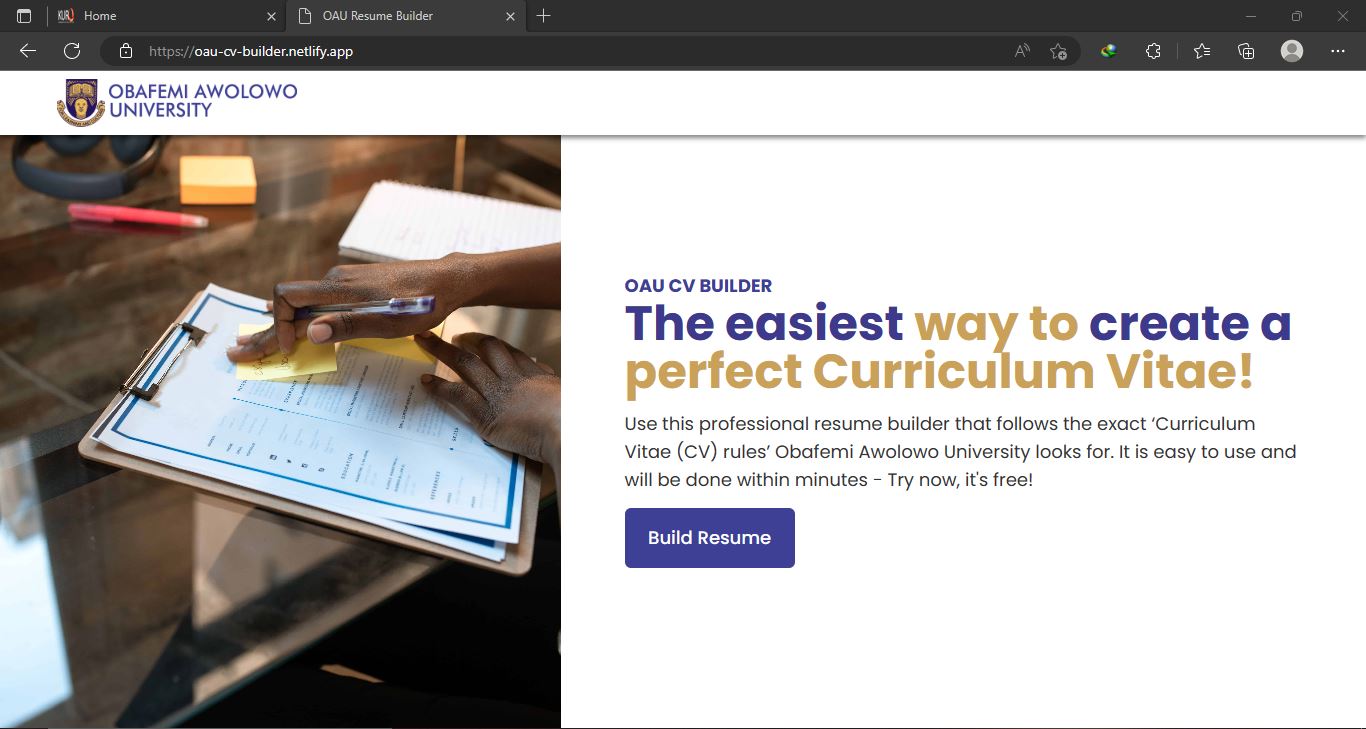 Home
OAU Resume Builder
https://oau-cv-builder.netlify.app
OBAFEMI AWOLOWO
UNIVERSITY
OAU CV BUILDER
The easiest way to create a
perfect Curriculum Vitae!
Use this professional resume builder that follows the exact ‘Curriculum
Vitae (CV) rules’ Obafemi Awolowo University looks for. It is easy to use and
will be done within minutes - Try now, it's free!
Build Resume